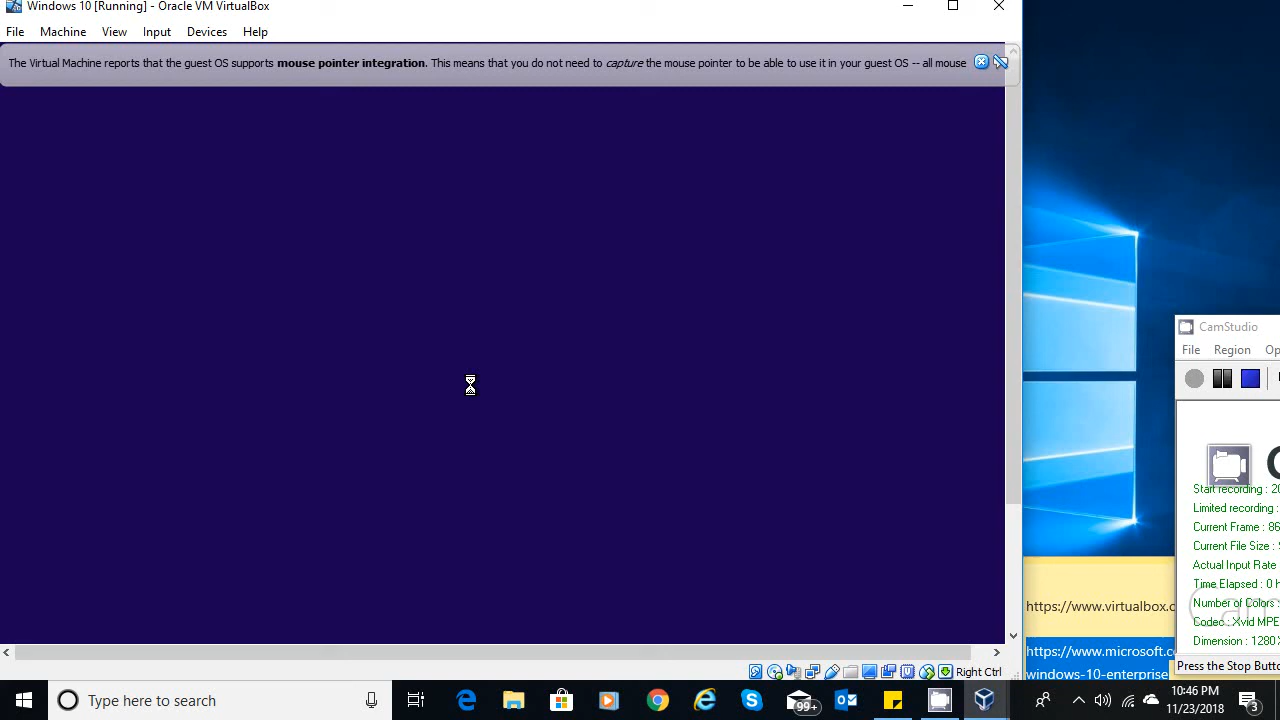 Windows 10 [Running] - Oracle VM VirtualBox
File Machine View Input Devices Help
The Virtual Machine reports that the guest OS supports mouse pointer integration. This means that you do not need to capture the mouse pointer to be able to use it in your guest OS -- all mouse
CamStudio
File Region Op
Start recording : 20
Limited recording :
Current Frame : 86
Current File Size : 
Actual Input Rate
Time Elapsed : 0 h
Number of Colors :
Codec : Xvid MPE
Dimension : 1280
Press the Stop Butto
https://www.virtualbox.o
https://www.microsoft.co
windows-10-enterprise
Right Ctrl
Type here to search
99+
10:46 PM
11/23/2018
3